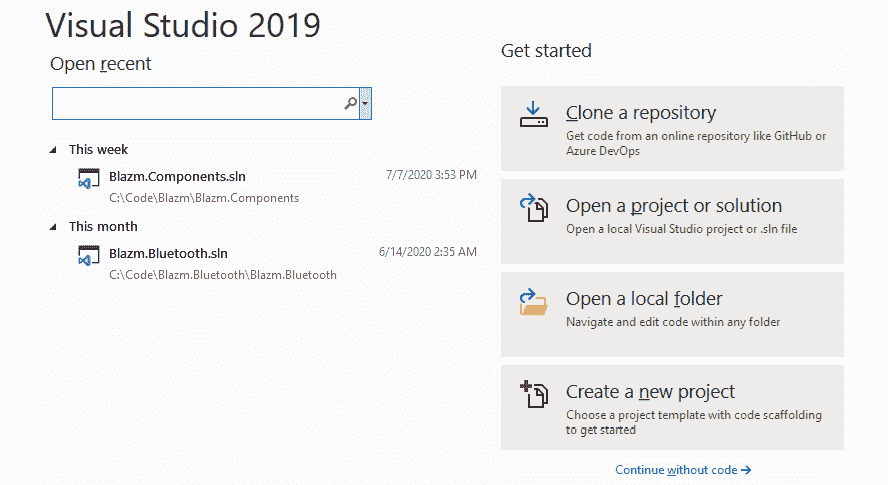 Visual Studio 2019
Open recent
This week
Blazm.Components.sln 7/7/2020 3:53 PM
C:\Code\Blazm\Blazm.Components
This month
Blazm.Bluetooth.sln 6/14/2020 2:35 AM
C:\Code\Blazm.Bluetooth\Blazm.Bluetooth
Get started
Clone a repository
Get code from an online repository like GitHub or
Azure DevOps
Open a project or solution
Open a local Visual Studio project or .sln file
Open a local folder
Navigate and edit code within any folder
Create a new project
Choose a project template with code scaffolding
to get started
Continue without code →